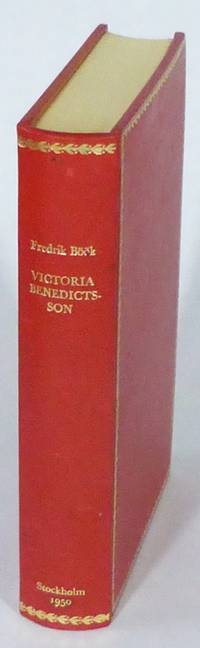 Fredrik Böök
VICTORIA
BENEDICTS-
SON
Stockholm
1950